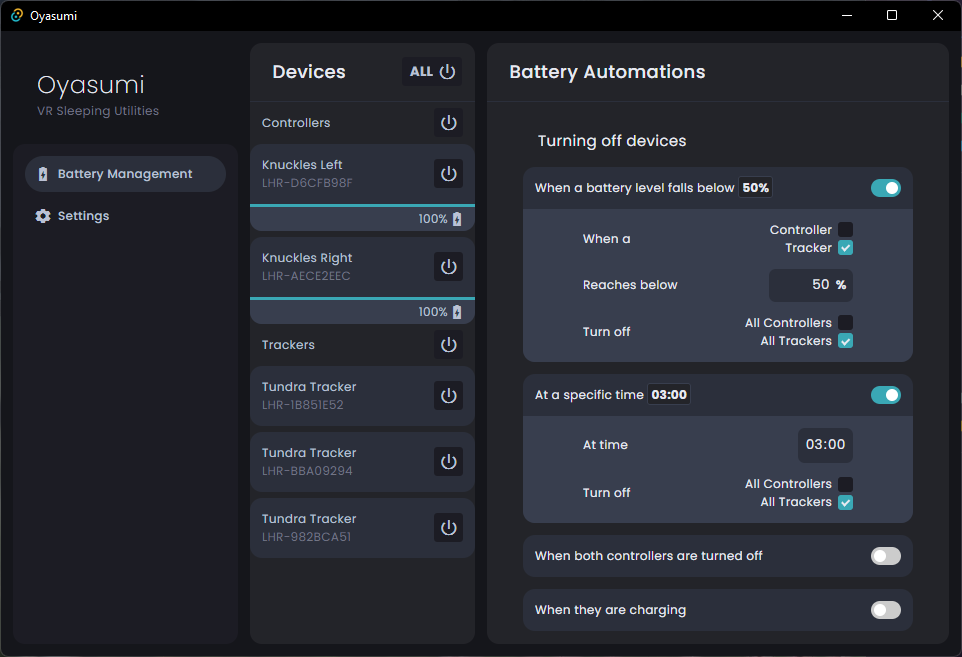 Oyasumi
Oyasumi
VR Sleeping Utilities
Battery Management
Settings
Devices
ALL
Controllers
Knuckles Left
LHR-D6CFB98F
100%
Knuckles Right
LHR-AECE2EEC
100%
Trackers
Tundra Tracker
LHR-1B851E52
Tundra Tracker
LHR-BBA09294
Tundra Tracker
LHR-982BCA51
Battery Automations
Turning off devices
When a battery level falls below 50%
When a
Controller
Tracker
Reaches below
50 %
Turn off
All Controllers
All Trackers
At a specific time 03:00
At time
03:00
Turn off
All Controllers
All Trackers
When both controllers are turned off
When they are charging